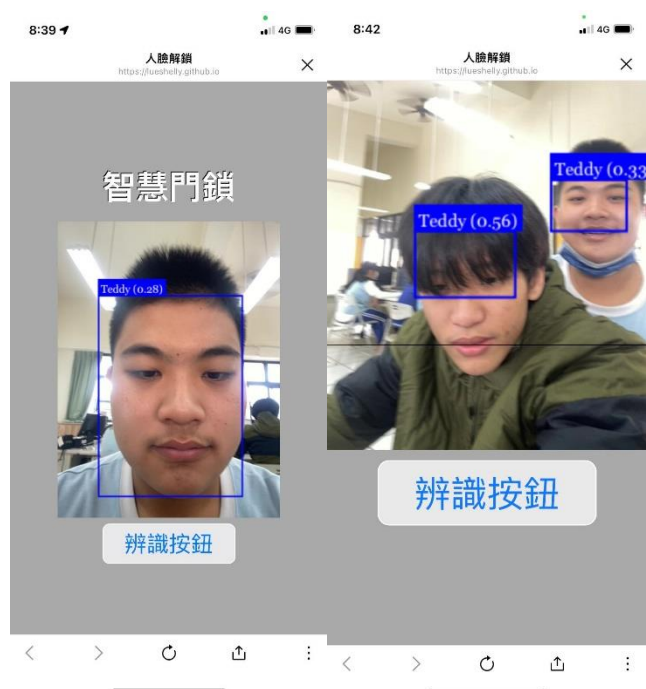 8:39
4G
人臉解鎖
https://lueshelly.github.io
智慧門鎖
Teddy (0.28)
辨識按鈕
8:42
4G
人臉解鎖
https://lueshelly.github.io
Teddy (0.33
Teddy (0.56)
辨識按鈕